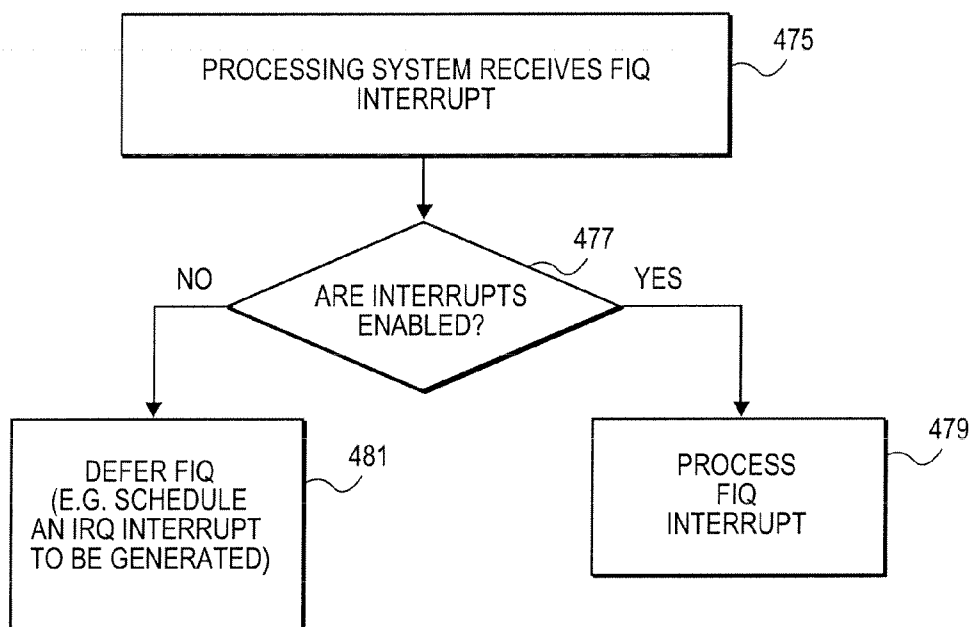 475
PROCESSING SYSTEM RECEIVES FIQ
INTERRUPT
477
NO
YES
ARE INTERRUPTS
ENABLED?
481
DEFER FIQ
(E.G. SCHEDULE
AN IRQ INTERRUPT
TO BE GENERATED)
479
PROCESS
FIQ
INTERRUPT